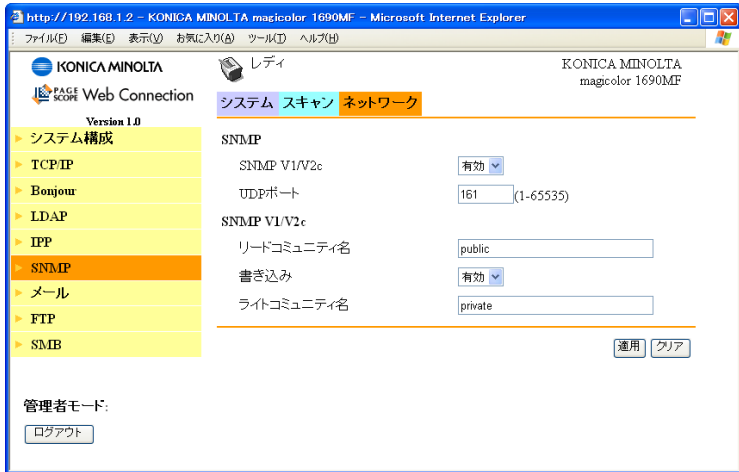 http://192.168.1.2 - KONICA MINOLTA magicolor 1690MF - Microsoft Internet Explorer
ファイル(F) 編集(E) 表示(V) お気に入り(A) ツール(T) ヘルプ(H)
KONICA MINOLTA
レディ
KONICA MINOLTA
magicolor 1690MF
PAGE SCOPE Web Connection
Version 1.0
システム スキャン ネットワーク
システム構成
TCP/IP
Bonjour
LDAP
IPP
SNMP
メール
FTP
SMB
管理者モード:
ログアウト
SNMP
SNMP V1/V2c 有効
UDPポート 161 (1-65535)
SNMP V1/V2c
リードコミュニティ名 public
書き込み 有効
ライトコミュニティ名 private
適用 クリア